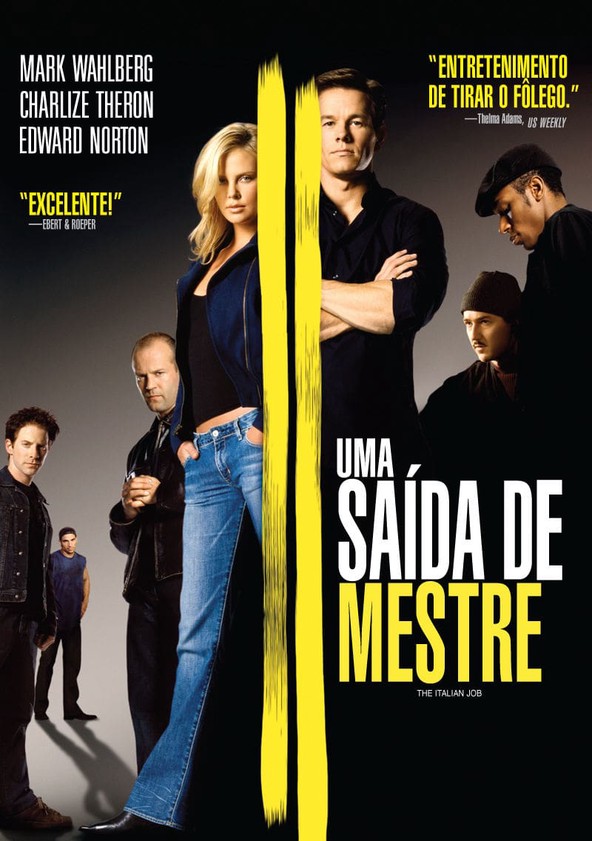 MARK WAHLBERG
CHARLIZE THERON
EDWARD NORTON
“EXCELENTE!”
—EBERT & ROEPER
“ENTRETENIMENTO
DE TIRAR O FÔLEGO.”
—Thelma Adams, US WEEKLY
UMA
SAÍDA DE
MESTRE
THE ITALIAN JOB